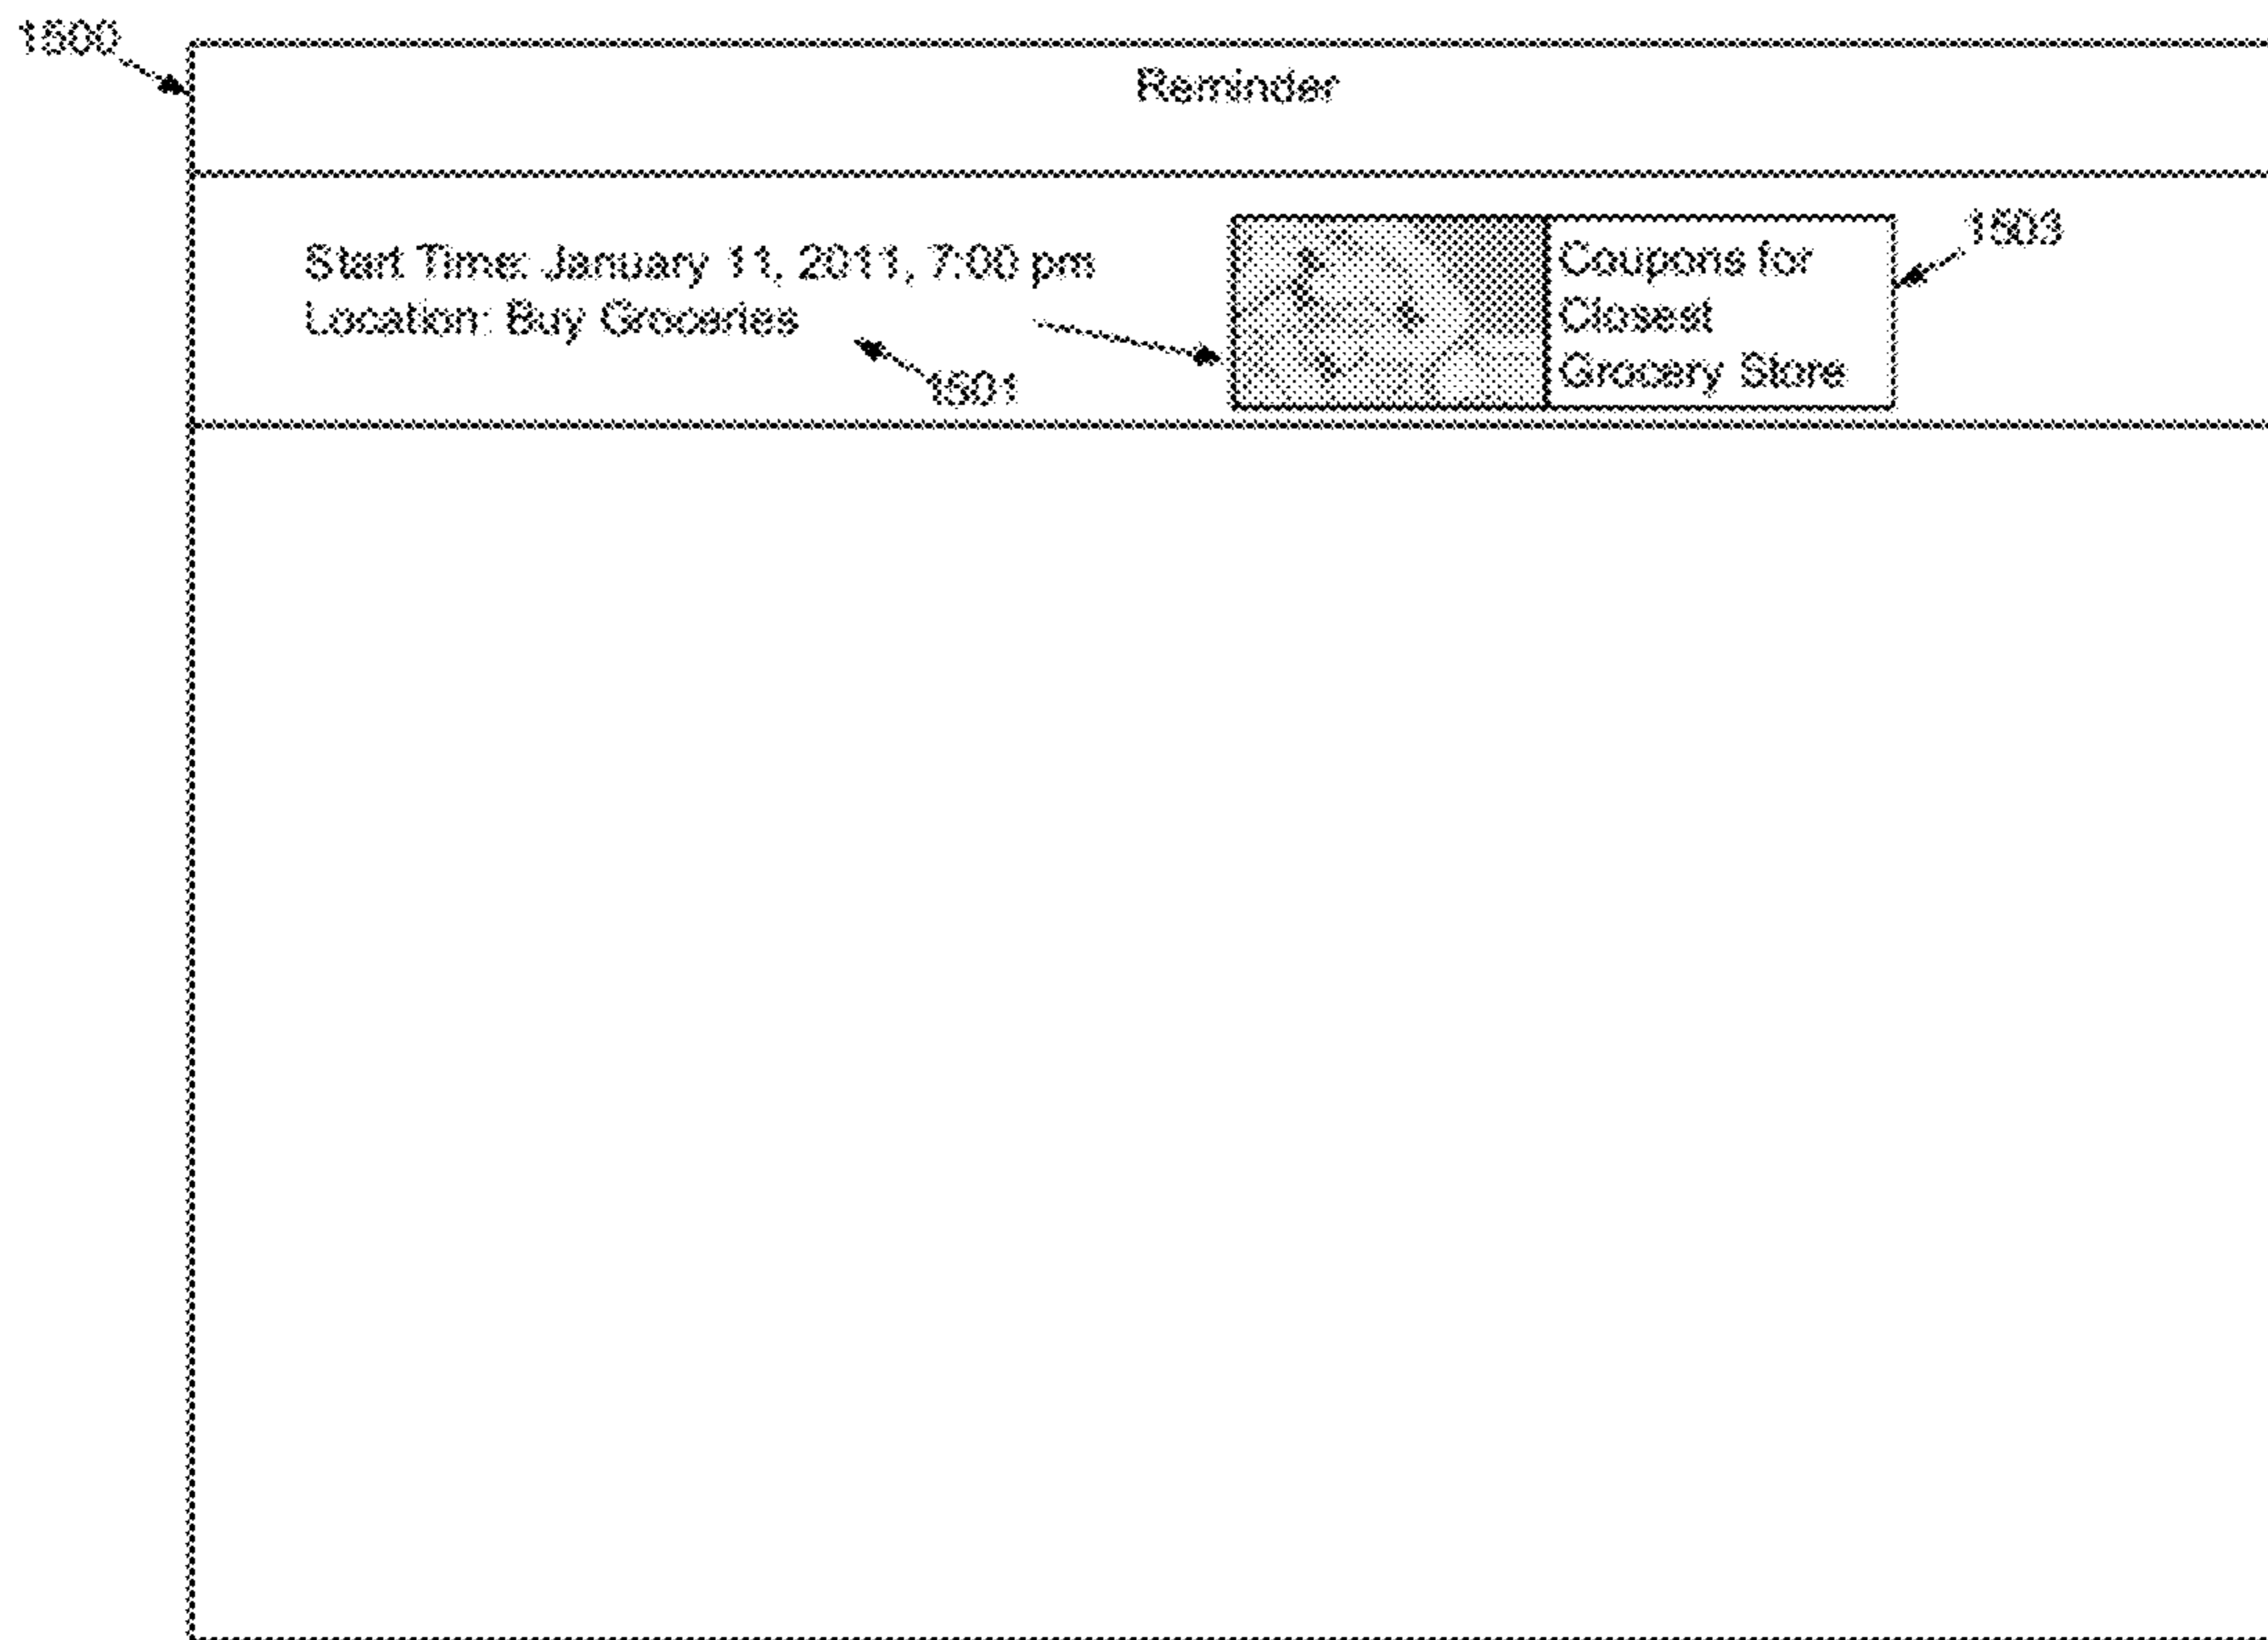 1500
Reminder
Start Time: January 11, 2011, 7:00 pm
Location: Buy Groceries
1501
Coupons for
Closest
Grocery Store
1503